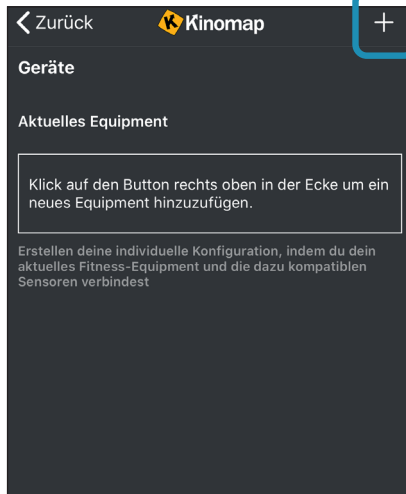 Zurück Kinomap +
Geräte
Aktuelles Equipment
Klick auf den Button rechts oben in der Ecke um ein
neues Equipment hinzuzufügen.
Erstellen deine individuelle Konfiguration, indem du dein
aktuelles Fitness-Equipment und die dazu kompatiblen
Sensoren verbindest